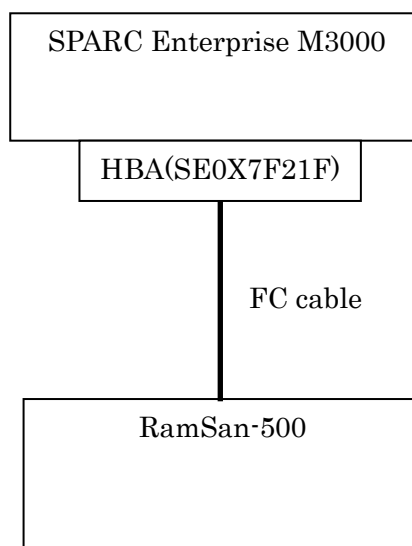 SPARC Enterprise M3000
HBA(SE0X7F21F)
FC cable
RamSan-500